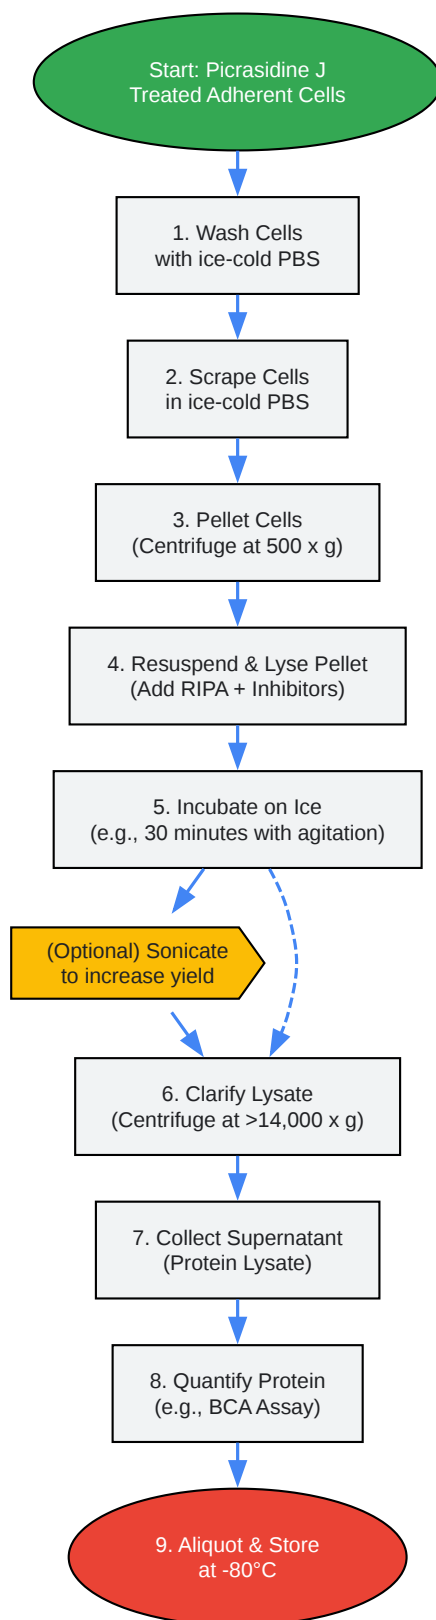 Start: Picrasidine J
Treated Adherent Cells
1. Wash Cells
with ice-cold PBS
2. Scrape Cells
in ice-cold PBS
3. Pellet Cells
(Centrifuge at 500 x g)
4. Resuspend & Lyse Pellet
(Add RIPA + Inhibitors)
5. Incubate on Ice
(e.g., 30 minutes with agitation)
(Optional) Sonicate
to increase yield
6. Clarify Lysate
(Centrifuge at >14,000 x g)
7. Collect Supernatant
(Protein Lysate)
8. Quantify Protein
(e.g., BCA Assay)
9. Aliquot & Store
at -80°C